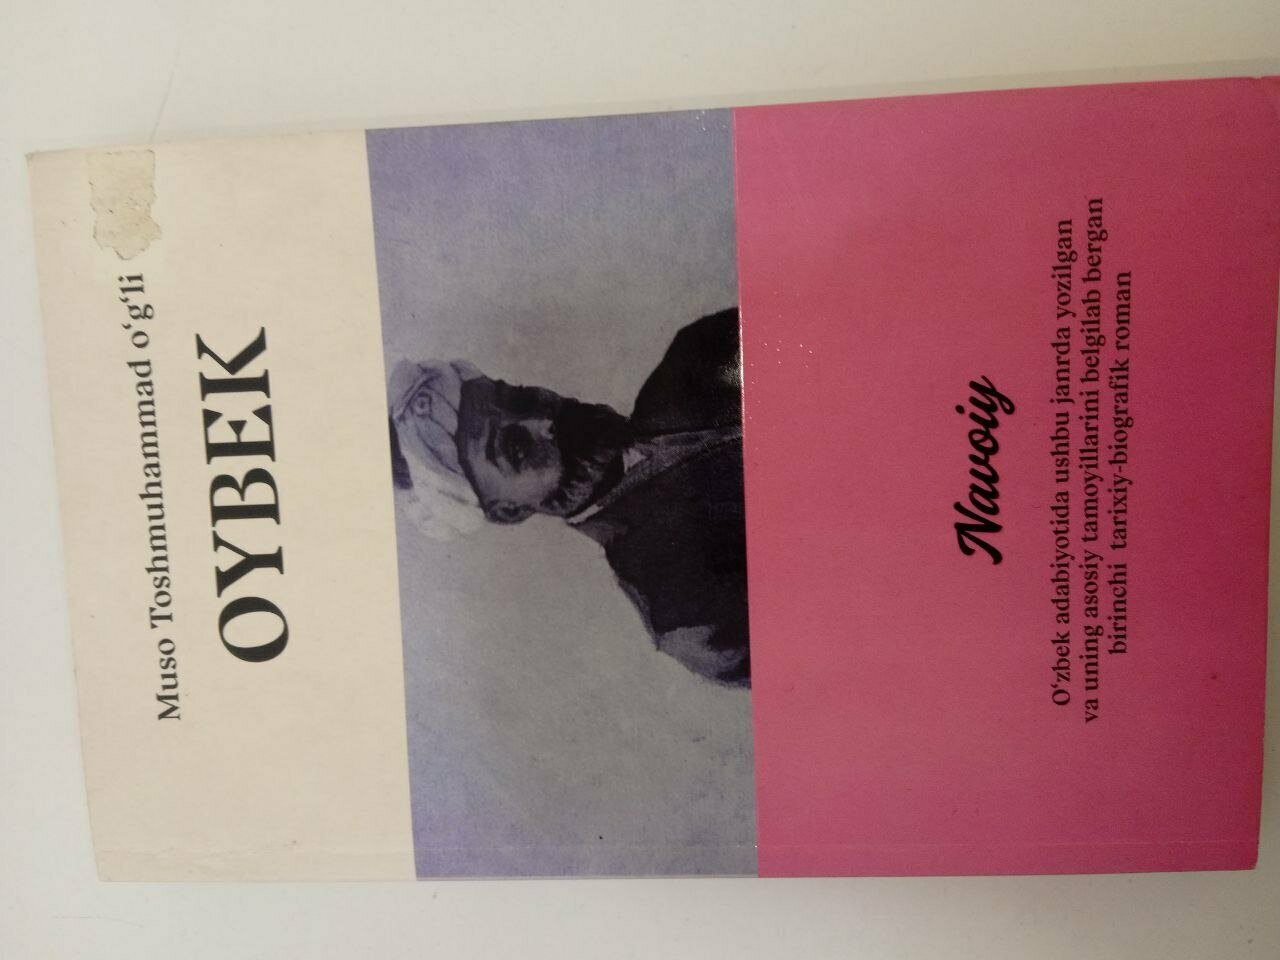 Muso Toshmuhammad o‘g‘li
OYBEK
Navoiy
O‘zbek adabiyotida ushbu janrda yozilgan
va uning asosiy tamoyillarini belgilab bergan
birinchi tarixiy-biografik roman